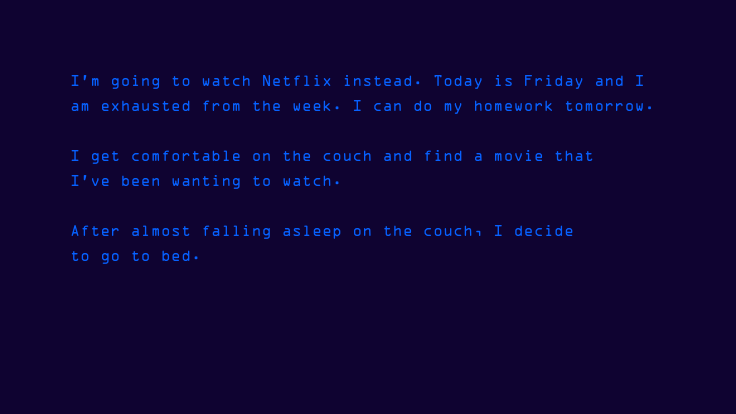 I'm going to watch Netflix instead. Today is Friday and I
am exhausted from the week. I can do my homework tomorrow.
I get comfortable on the couch and find a movie that
I've been wanting to watch.
After almost falling asleep on the couch, I decide
to go to bed.